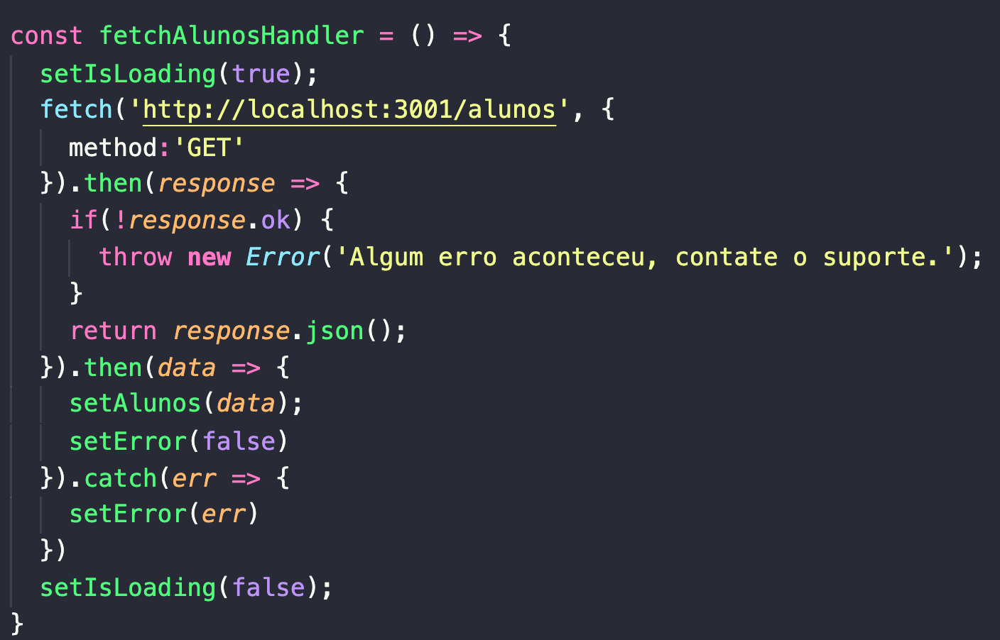 const fetchAlunosHandler = () => {
  setIsLoading(true);
  fetch('http://localhost:3001/alunos', {
    method:'GET'
  }).then(response => {
    if(!response.ok) {
      throw new Error('Algum erro aconteceu, contate o suporte.');
    }
    return response.json();
  }).then(data => {
    setAlunos(data);
    setError(false)
  }).catch(err => {
    setError(err)
  })
  setIsLoading(false);
}